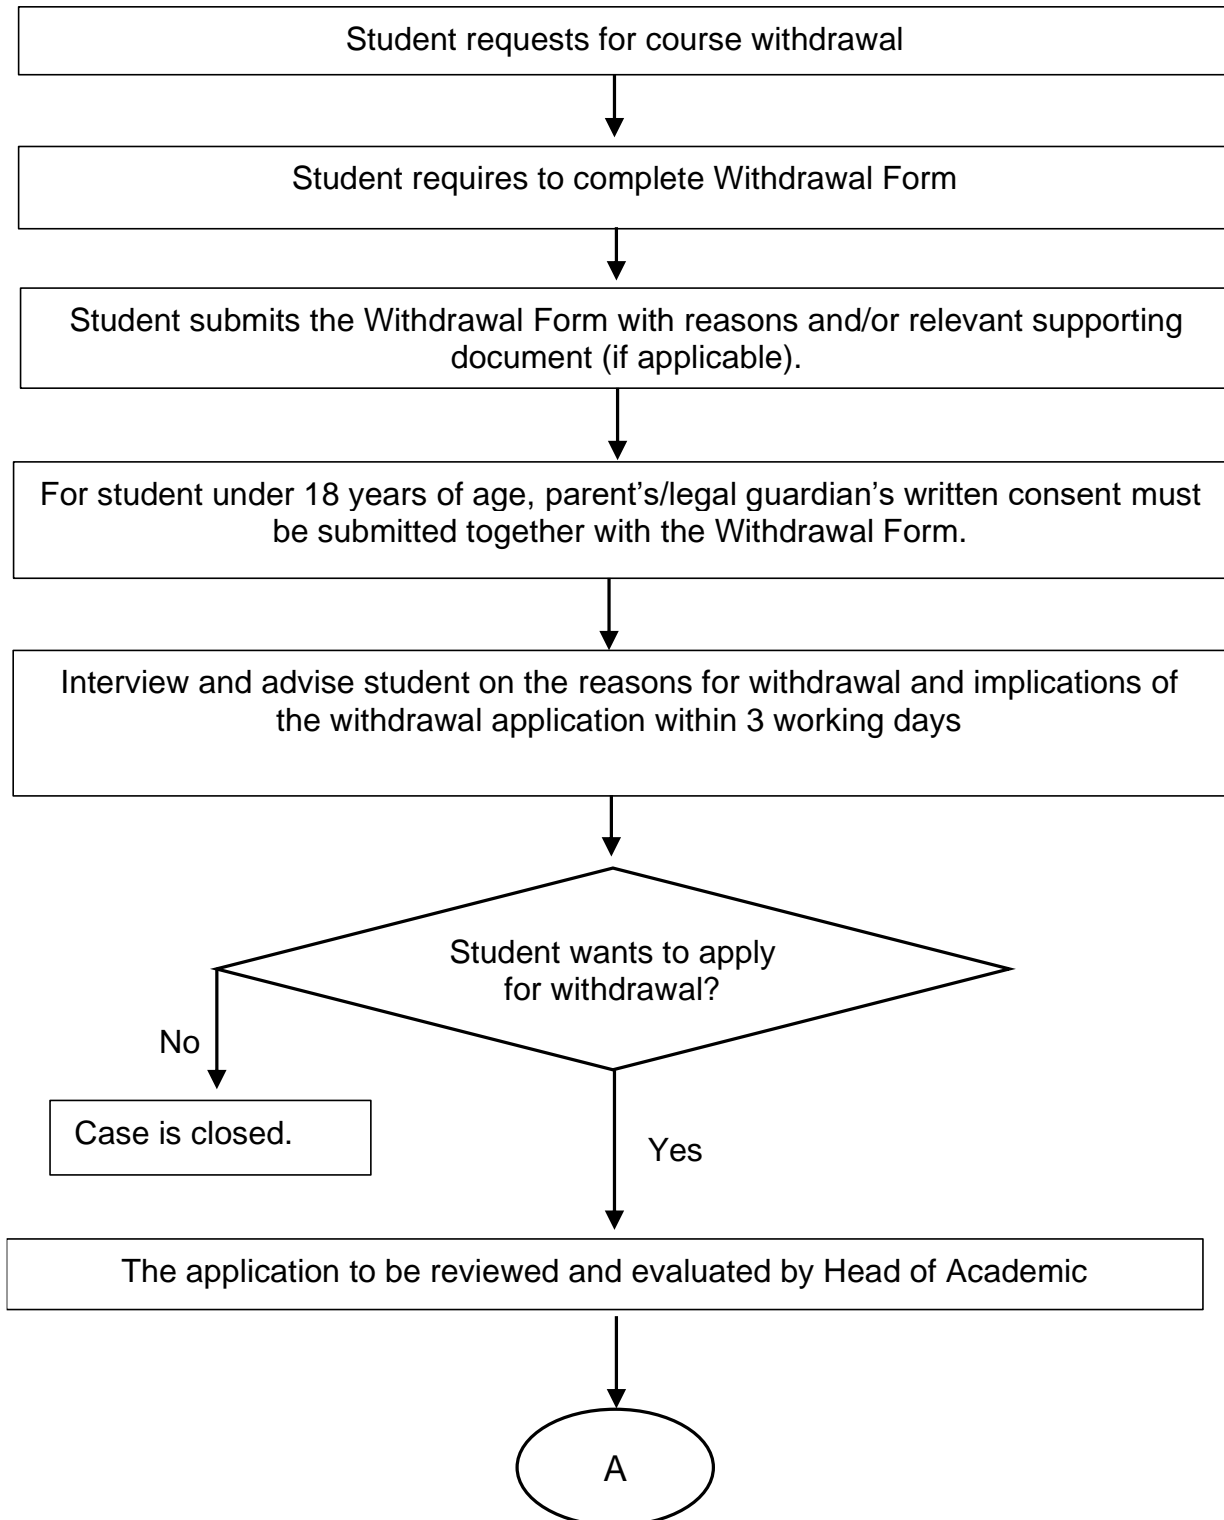 Student requests for course withdrawal
Student requires to complete Withdrawal Form
Student submits the Withdrawal Form with reasons and/or relevant supporting
document (if applicable).
For student under 18 years of age, parent’s/legal guardian’s written consent must
be submitted together with the Withdrawal Form.
Interview and advise student on the reasons for withdrawal and implications of
the withdrawal application within 3 working days
Student wants to apply
for withdrawal?
No
Case is closed.
Yes
The application to be reviewed and evaluated by Head of Academic
A